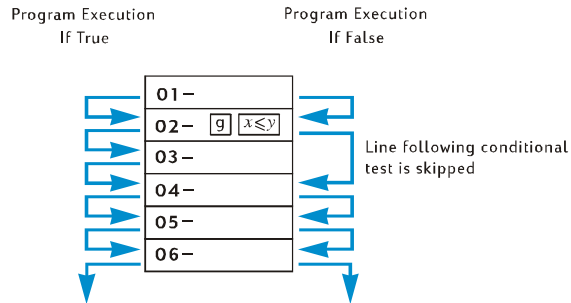 Program Execution
If True
Program Execution
If False
01–
02– g x≤y
03–
04–
05–
06–
Line following conditional
test is skipped